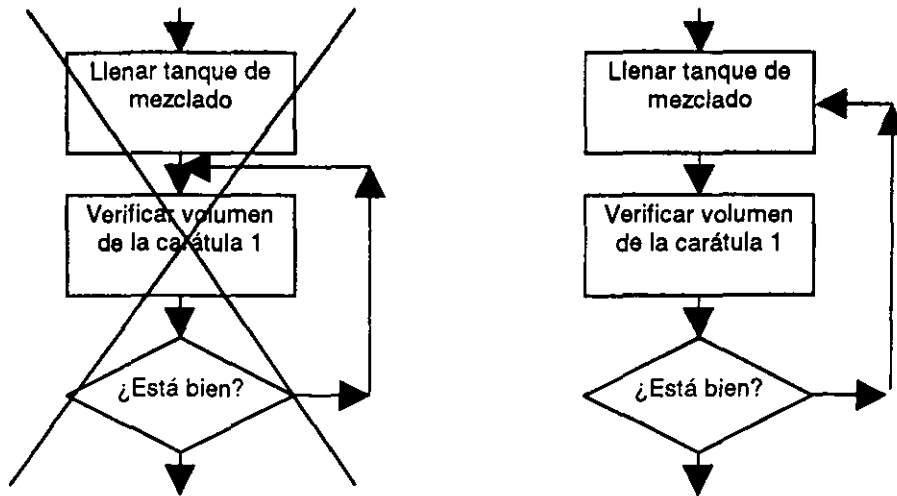 Llenar tanque de
mezclado
Verificar volumen
de la carátula 1
¿Está bien?
Llenar tanque de
mezclado
Verificar volumen
de la carátula 1
¿Está bien?